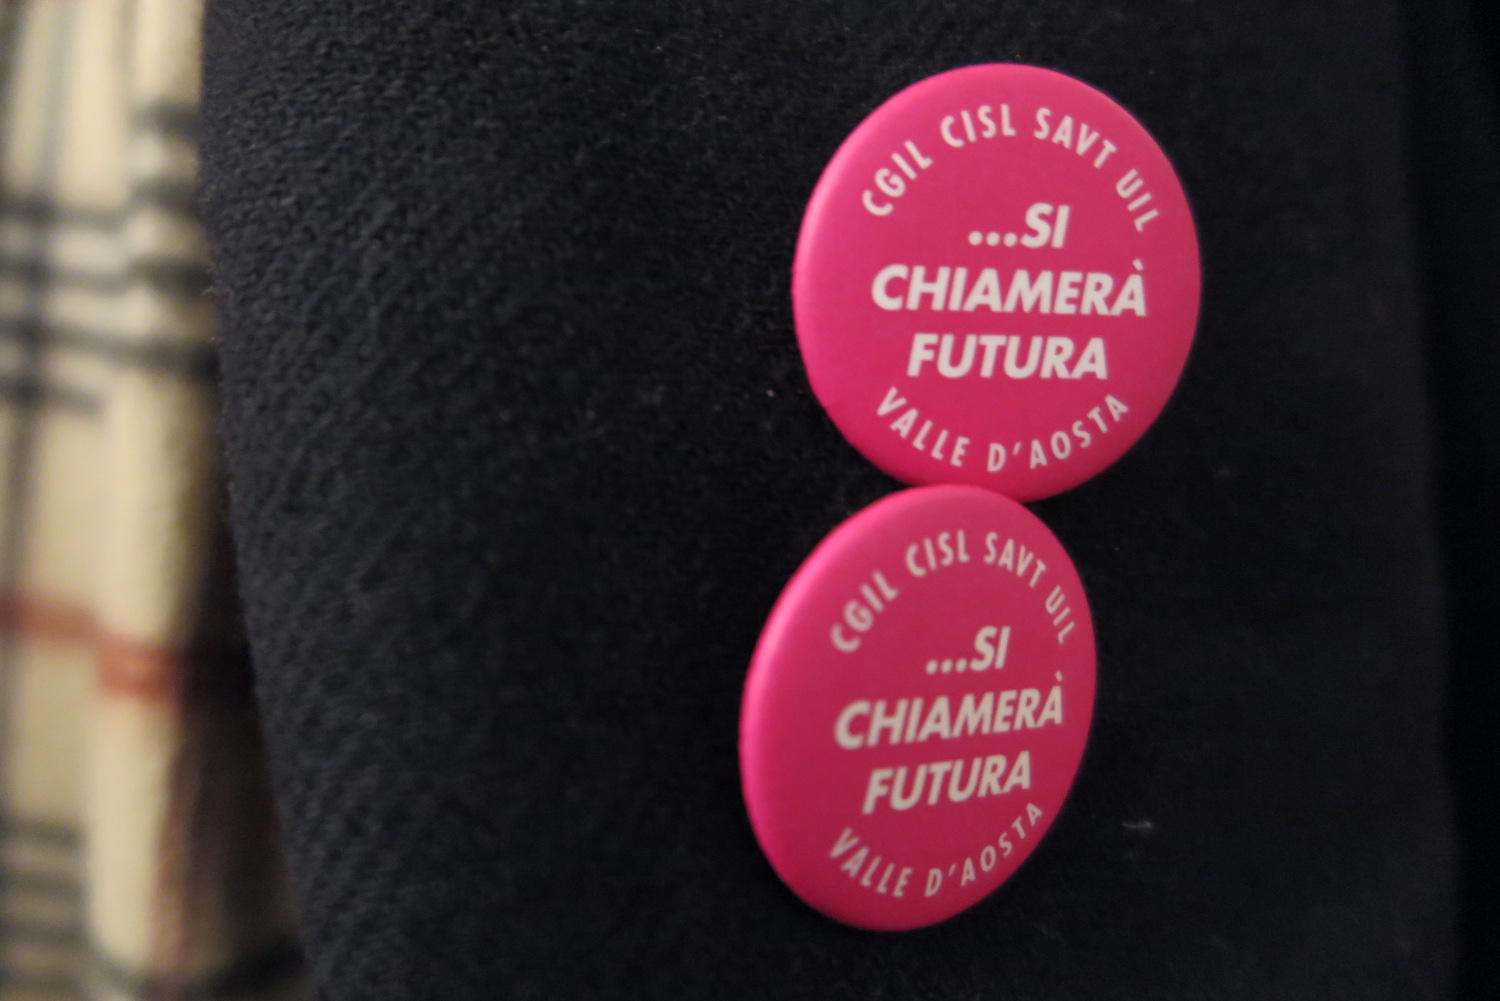 CGIL CISL SAVT UIL
...SI
CHIAMERÀ
FUTURA
VALLE D'AOSTA
CGIL CISL SAVT UIL
...SI
CHIAMERÀ
FUTURA
VALLE D'AOSTA